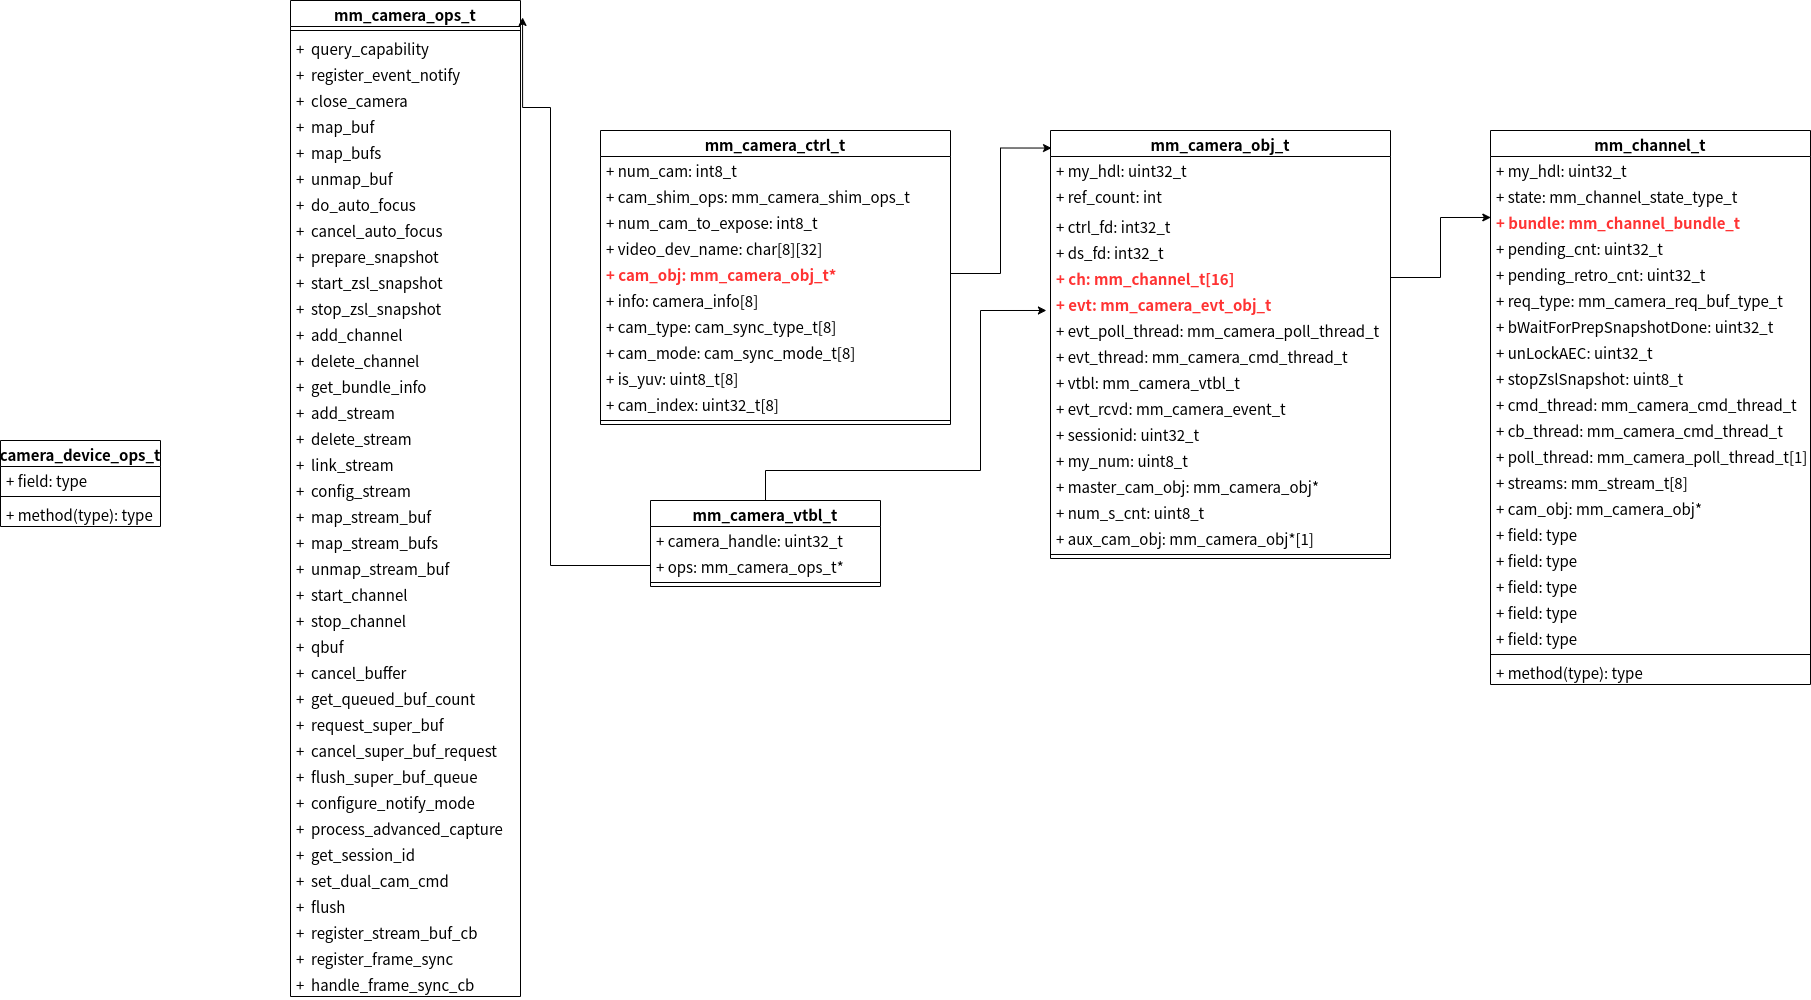 mm_camera_ops_t
+ query_capability
+ register_event_notify
+ close_camera
+ map_buf
+ map_bufs
+ unmap_buf
+ do_auto_focus
+ cancel_auto_focus
+ prepare_snapshot
+ start_zsl_snapshot
+ stop_zsl_snapshot
+ add_channel
+ delete_channel
+ get_bundle_info
+ add_stream
+ delete_stream
+ link_stream
+ config_stream
+ map_stream_buf
+ map_stream_bufs
+ unmap_stream_buf
+ start_channel
+ stop_channel
+ qbuf
+ cancel_buffer
+ get_queued_buf_count
+ request_super_buf
+ cancel_super_buf_request
+ flush_super_buf_queue
+ configure_notify_mode
+ process_advanced_capture
+ get_session_id
+ set_dual_cam_cmd
+ flush
+ register_stream_buf_cb
+ register_frame_sync
+ handle_frame_sync_cb
camera_device_ops_t
+ field: type
+ method(type): type
mm_camera_ctrl_t
+ num_cam: int8_t
+ cam_shim_ops: mm_camera_shim_ops_t
+ num_cam_to_expose: int8_t
+ video_dev_name: char[8][32]
+ cam_obj: mm_camera_obj_t*
+ info: camera_info[8]
+ cam_type: cam_sync_type_t[8]
+ cam_mode: cam_sync_mode_t[8]
+ is_yuv: uint8_t[8]
+ cam_index: uint32_t[8]
mm_camera_vtbl_t
+ camera_handle: uint32_t
+ ops: mm_camera_ops_t*
mm_camera_obj_t
+ my_hdl: uint32_t
+ ref_count: int
+ ctrl_fd: int32_t
+ ds_fd: int32_t
+ ch: mm_channel_t[16]
+ evt: mm_camera_evt_obj_t
+ evt_poll_thread: mm_camera_poll_thread_t
+ evt_thread: mm_camera_cmd_thread_t
+ vtbl: mm_camera_vtbl_t
+ evt_rcvd: mm_camera_event_t
+ sessionid: uint32_t
+ my_num: uint8_t
+ master_cam_obj: mm_camera_obj*
+ num_s_cnt: uint8_t
+ aux_cam_obj: mm_camera_obj*[1]
mm_channel_t
+ my_hdl: uint32_t
+ state: mm_channel_state_type_t
+ bundle: mm_channel_bundle_t
+ pending_cnt: uint32_t
+ pending_retro_cnt: uint32_t
+ req_type: mm_camera_req_buf_type_t
+ bWaitForPrepSnapshotDone: uint32_t
+ unLockAEC: uint32_t
+ stopZslSnapshot: uint8_t
+ cmd_thread: mm_camera_cmd_thread_t
+ cb_thread: mm_camera_cmd_thread_t
+ poll_thread: mm_camera_poll_thread_t[1]
+ streams: mm_stream_t[8]
+ cam_obj: mm_camera_obj*
+ field: type
+ field: type
+ field: type
+ field: type
+ field: type
+ method(type): type